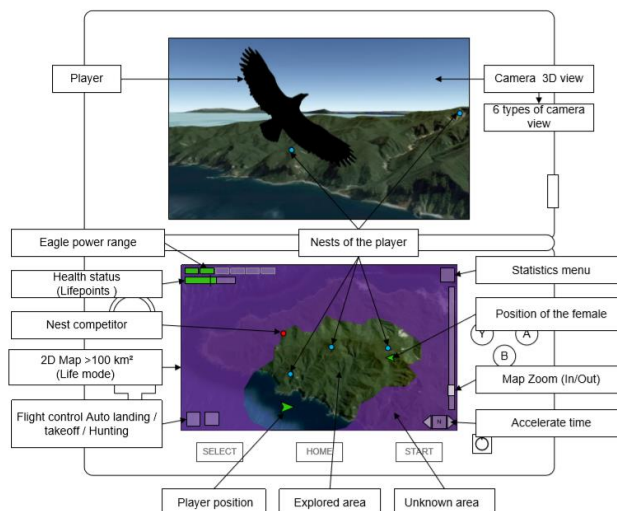 Player
Camera 3D view
6 types of camera
view
Eagle power range
Nests of the player
Health status
(Lifepoints )
Statistics menu
Nest competitor
Position of the female
Y
A
B
2D Map >100 km²
(Life mode)
Map Zoom (In/Out)
Flight control Auto landing /
takeoff / Hunting
N
Accelerate time
SELECT
HOME
START
Player position
Explored area
Unknown area